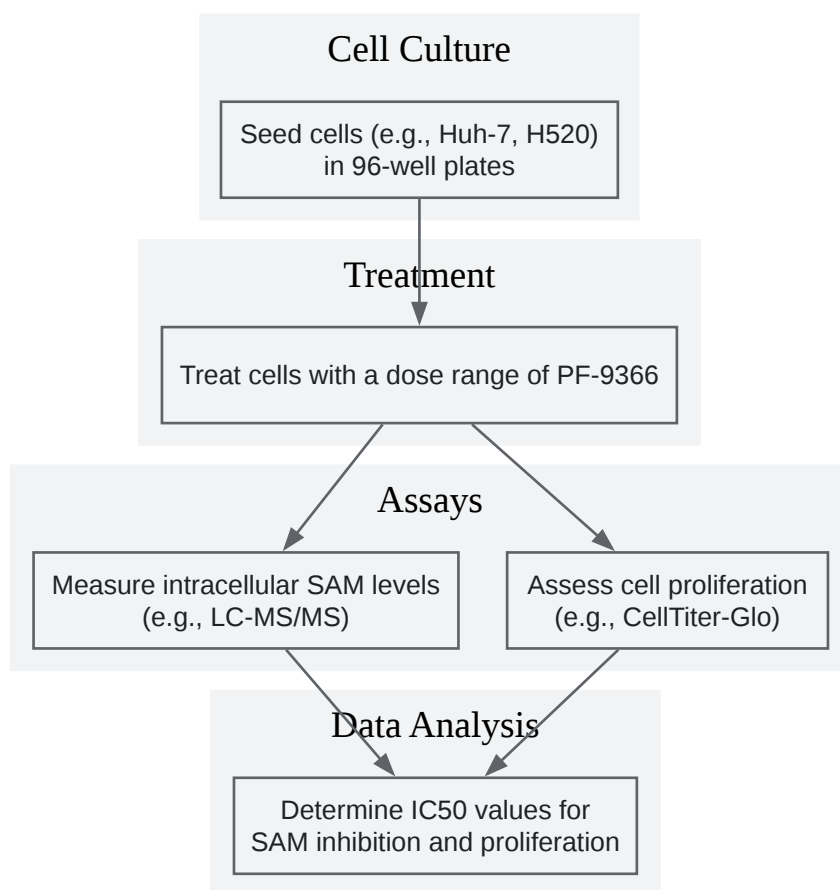 Cell Culture
Seed cells (e.g., Huh-7, H520)
in 96-well plates
Treatment
Treat cells with a dose range of PF-9366
Assays
Measure intracellular SAM levels
(e.g., LC-MS/MS)
Assess cell proliferation
(e.g., CellTiter-Glo)
Data Analysis
Determine IC50 values for
SAM inhibition and proliferation